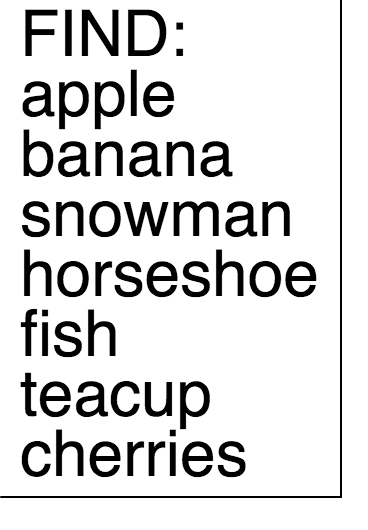 FIND:
apple
banana
snowman
horseshoe
fish
teacup
cherries